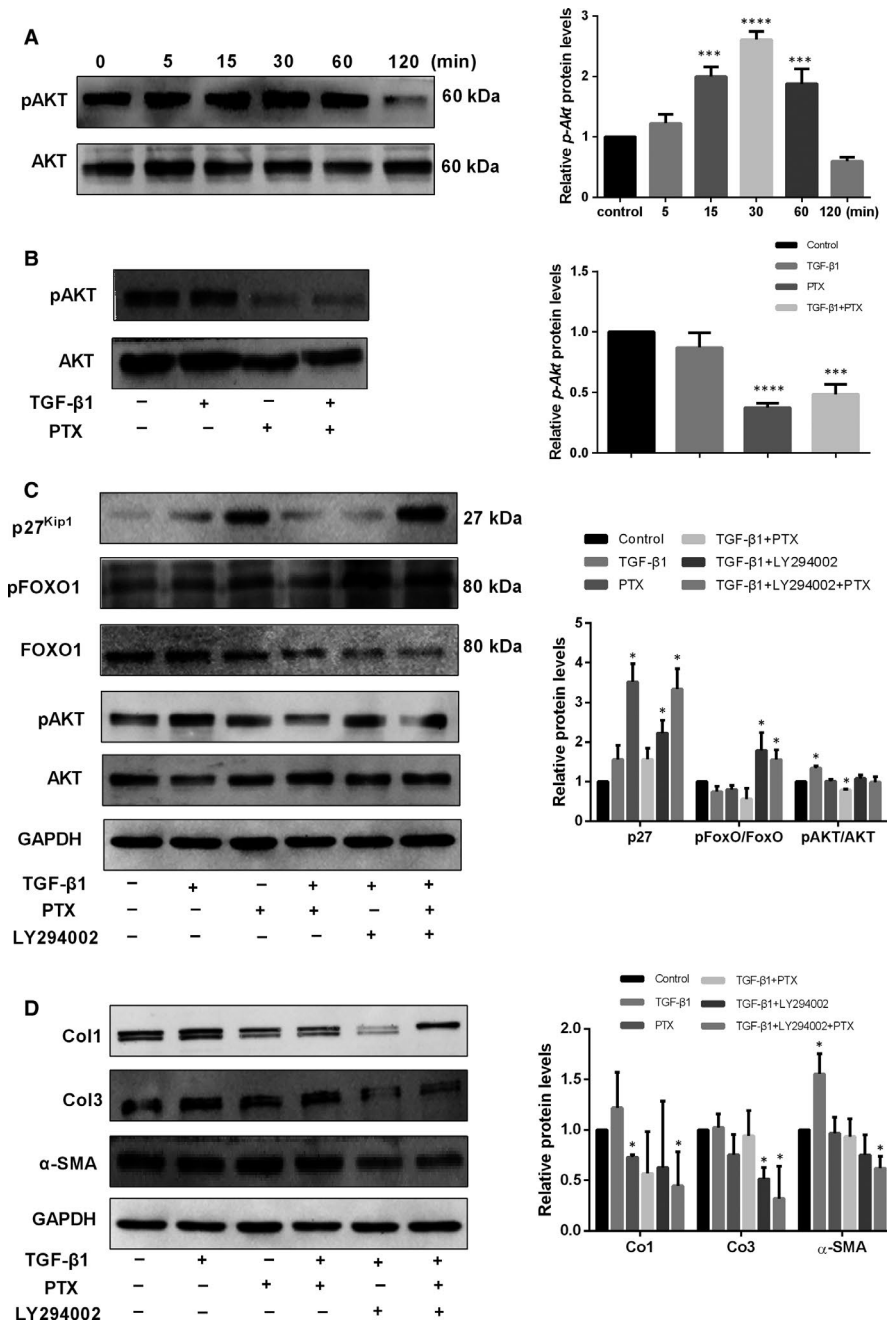 A
0 5 15 30 60 120 (min)
pAKT 60 kDa
AKT 60 kDa
Relative p-Akt protein levels
3
2
1
0
control 5 15 30 60 120 (min)
*** **** ***
B
pAKT
AKT
TGF-β1 – + – +
PTX – – + +
Control
TGF-β1
PTX
TGF-β1+PTX
Relative p-Akt protein levels
1.5
1.0
0.5
0.0
**** ***
C
p27Kip1 27 kDa
pFOXO1 80 kDa
FOXO1 80 kDa
pAKT
AKT
GAPDH
TGF-β1 – + – + + +
PTX – – + + – +
LY294002 – – – – + +
Control TGF-β1+PTX
TGF-β1 TGF-β1+LY294002
PTX TGF-β1+LY294002+PTX
Relative protein levels
5
4
3
2
1
0
* * * * * * *
p27 pFoxO/FoxO pAKT/AKT
D
Col1
Col3
α-SMA
GAPDH
TGF-β1 – + – + + +
PTX – – + + – +
LY294002 – – – – + +
Control TGF-β1+PTX
TGF-β1 TGF-β1+LY294002
PTX TGF-β1+LY294002+PTX
Relative protein levels
2.0
1.5
1.0
0.5
0.0
* * * * * *
Co1 Co3 α-SMA